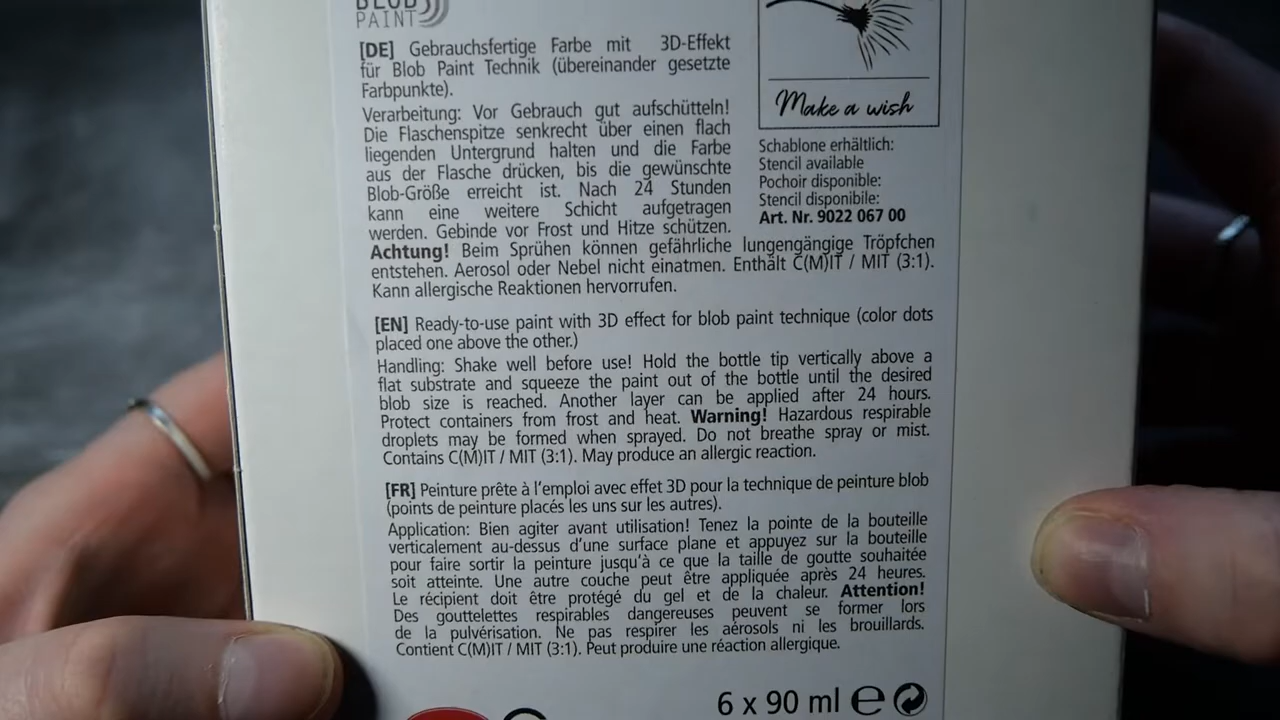 BLOB
PAINT
[DE] Gebrauchsfertige Farbe mit 3D-Effekt
für Blob Paint Technik (übereinander gesetzte
Farbpunkte).
Verarbeitung: Vor Gebrauch gut aufschütteln!
Die Flaschenspitze senkrecht über einen flach
liegenden Untergrund halten und die Farbe
aus der Flasche drücken, bis die gewünschte
Blob-Größe erreicht ist. Nach 24 Stunden
kann eine weitere Schicht aufgetragen
werden. Gebinde vor Frost und Hitze schützen.
Achtung! Beim Sprühen können gefährliche lungengängige Tröpfchen
entstehen. Aerosol oder Nebel nicht einatmen. Enthält C(M)IT / MIT (3:1).
Kann allergische Reaktionen hervorrufen.
Make a wish
Schablone erhältlich:
Stencil available
Pochoir disponible:
Stencil disponibile:
Art. Nr. 9022 067 00
[EN] Ready-to-use paint with 3D effect for blob paint technique (color dots
placed one above the other.)
Handling: Shake well before use! Hold the bottle tip vertically above a
flat substrate and squeeze the paint out of the bottle until the desired
blob size is reached. Another layer can be applied after 24 hours.
Protect containers from frost and heat. Warning! Hazardous respirable
droplets may be formed when sprayed. Do not breathe spray or mist.
Contains C(M)IT / MIT (3:1). May produce an allergic reaction.
[FR] Peinture prête à l'emploi avec effet 3D pour la technique de peinture blob
(points de peinture placés les uns sur les autres).
Application: Bien agiter avant utilisation! Tenez la pointe de la bouteille
verticalement au-dessus d'une surface plane et appuyez sur la bouteille
pour faire sortir la peinture jusqu'à ce que la taille de goutte souhaitée
soit atteinte. Une autre couche peut être appliquée après 24 heures.
Le récipient doit être protégé du gel et de la chaleur. Attention!
Des gouttelettes respirables dangereuses peuvent se former lors
de la pulvérisation. Ne pas respirer les aérosols ni les brouillards.
Contient C(M)IT / MIT (3:1). Peut produire une réaction allergique.
6 x 90 ml e